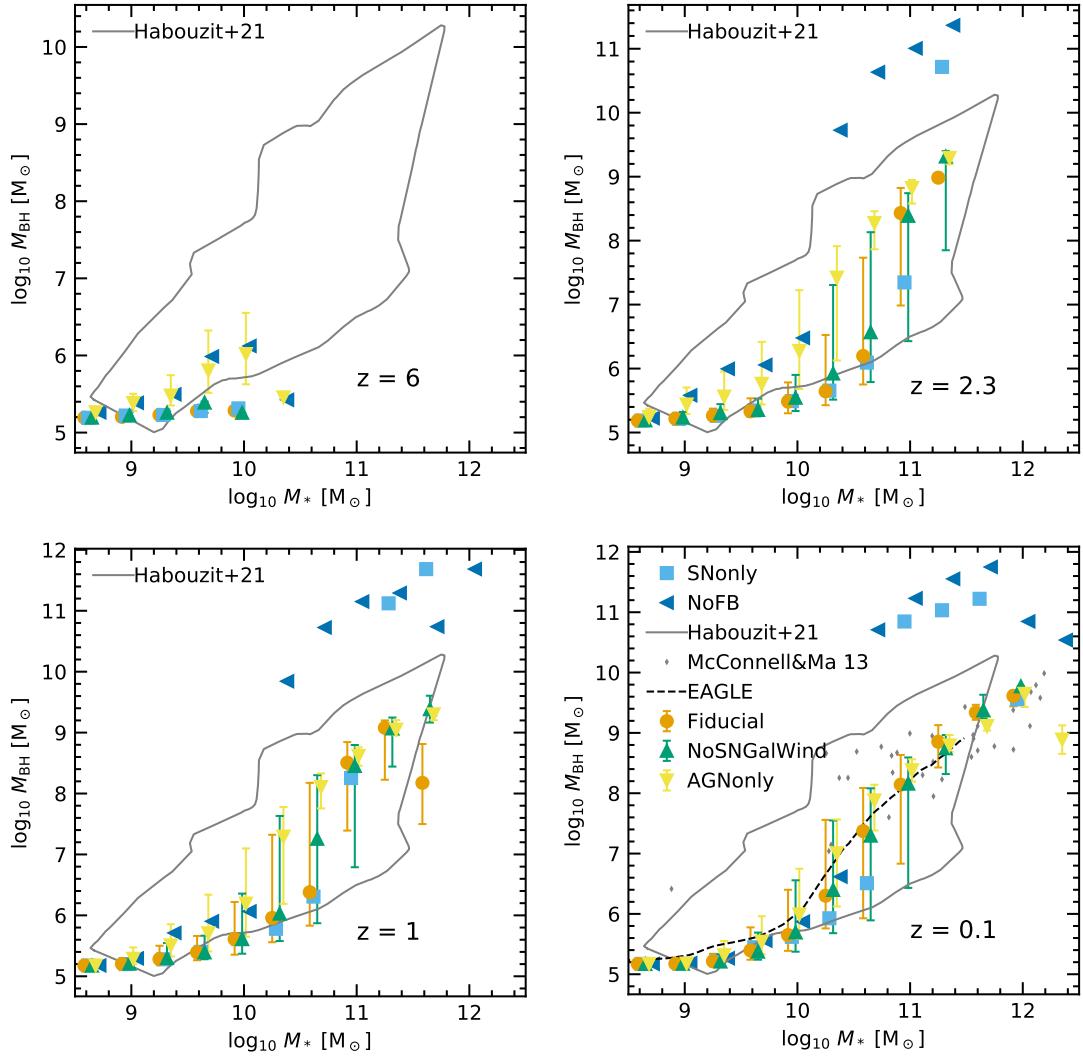 Habouzit+21
log₁₀ M_BH [M⊙]
10
9
8
7
6
5
z = 6
9 10 11 12
log₁₀ M* [M⊙]
Habouzit+21
log₁₀ M_BH [M⊙]
11
10
9
8
7
6
5
z = 2.3
9 10 11 12
log₁₀ M* [M⊙]
Habouzit+21
log₁₀ M_BH [M⊙]
12
11
10
9
8
7
6
5
z = 1
9 10 11 12
log₁₀ M* [M⊙]
SNonly
NoFB
Habouzit+21
McConnell&Ma 13
EAGLE
Fiducial
NoSNGalWind
AGNonly
log₁₀ M_BH [M⊙]
12
11
10
9
8
7
6
5
z = 0.1
9 10 11 12
log₁₀ M* [M⊙]